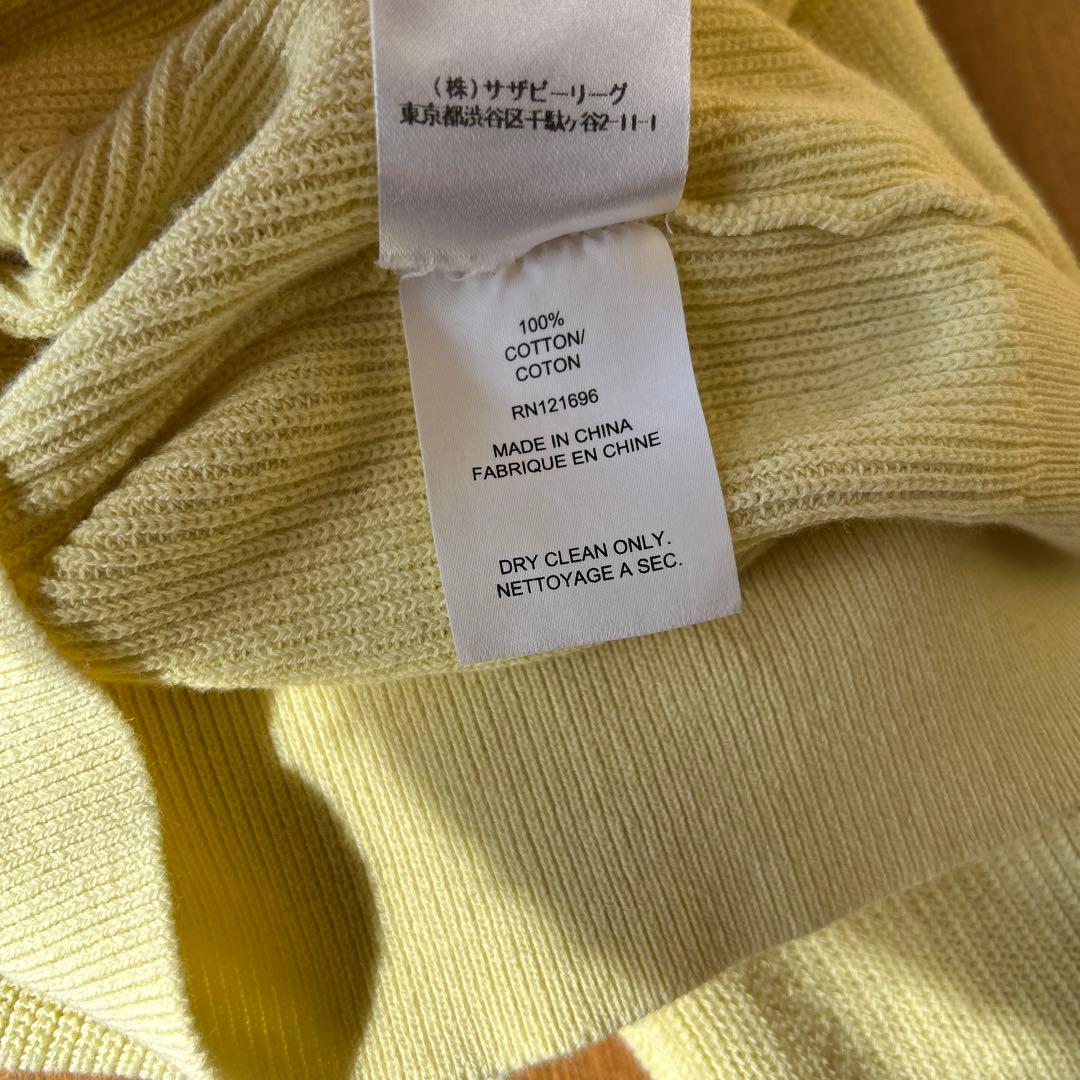 (株)サザビーリーグ
東京都渋谷区千駄ヶ谷2-11-1
100%
COTTON/
COTON
RN121696
MADE IN CHINA
FABRIQUE EN CHINE
DRY CLEAN ONLY.
NETTOYAGE A SEC.